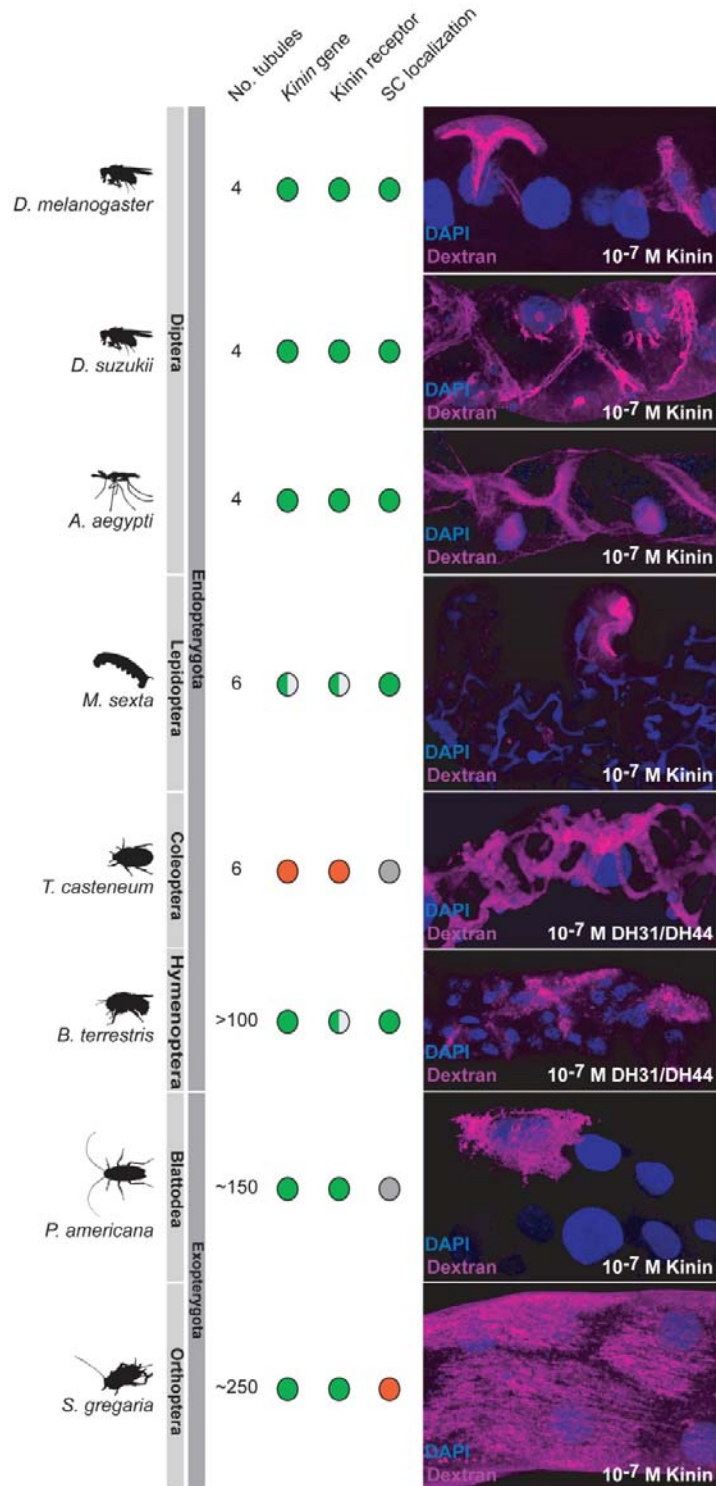 No. tubules
Kinin gene
Kinin receptor
SC localization
Endopterygota
Exopterygota
Diptera
D. melanogaster
4
DAPI
Dextran
10-7 M Kinin
D. suzukii
4
DAPI
Dextran
10-7 M Kinin
A. aegypti
4
DAPI
Dextran
10-7 M Kinin
Lepidoptera
M. sexta
6
DAPI
Dextran
10-7 M Kinin
Coleoptera
T. casteneum
6
DAPI
Dextran
10-7 M DH31/DH44
Hymenoptera
B. terrestris
>100
DAPI
Dextran
10-7 M DH31/DH44
Blattodea
P. americana
~150
DAPI
Dextran
10-7 M Kinin
Orthoptera
S. gregaria
~250
DAPI
Dextran
10-7 M Kinin